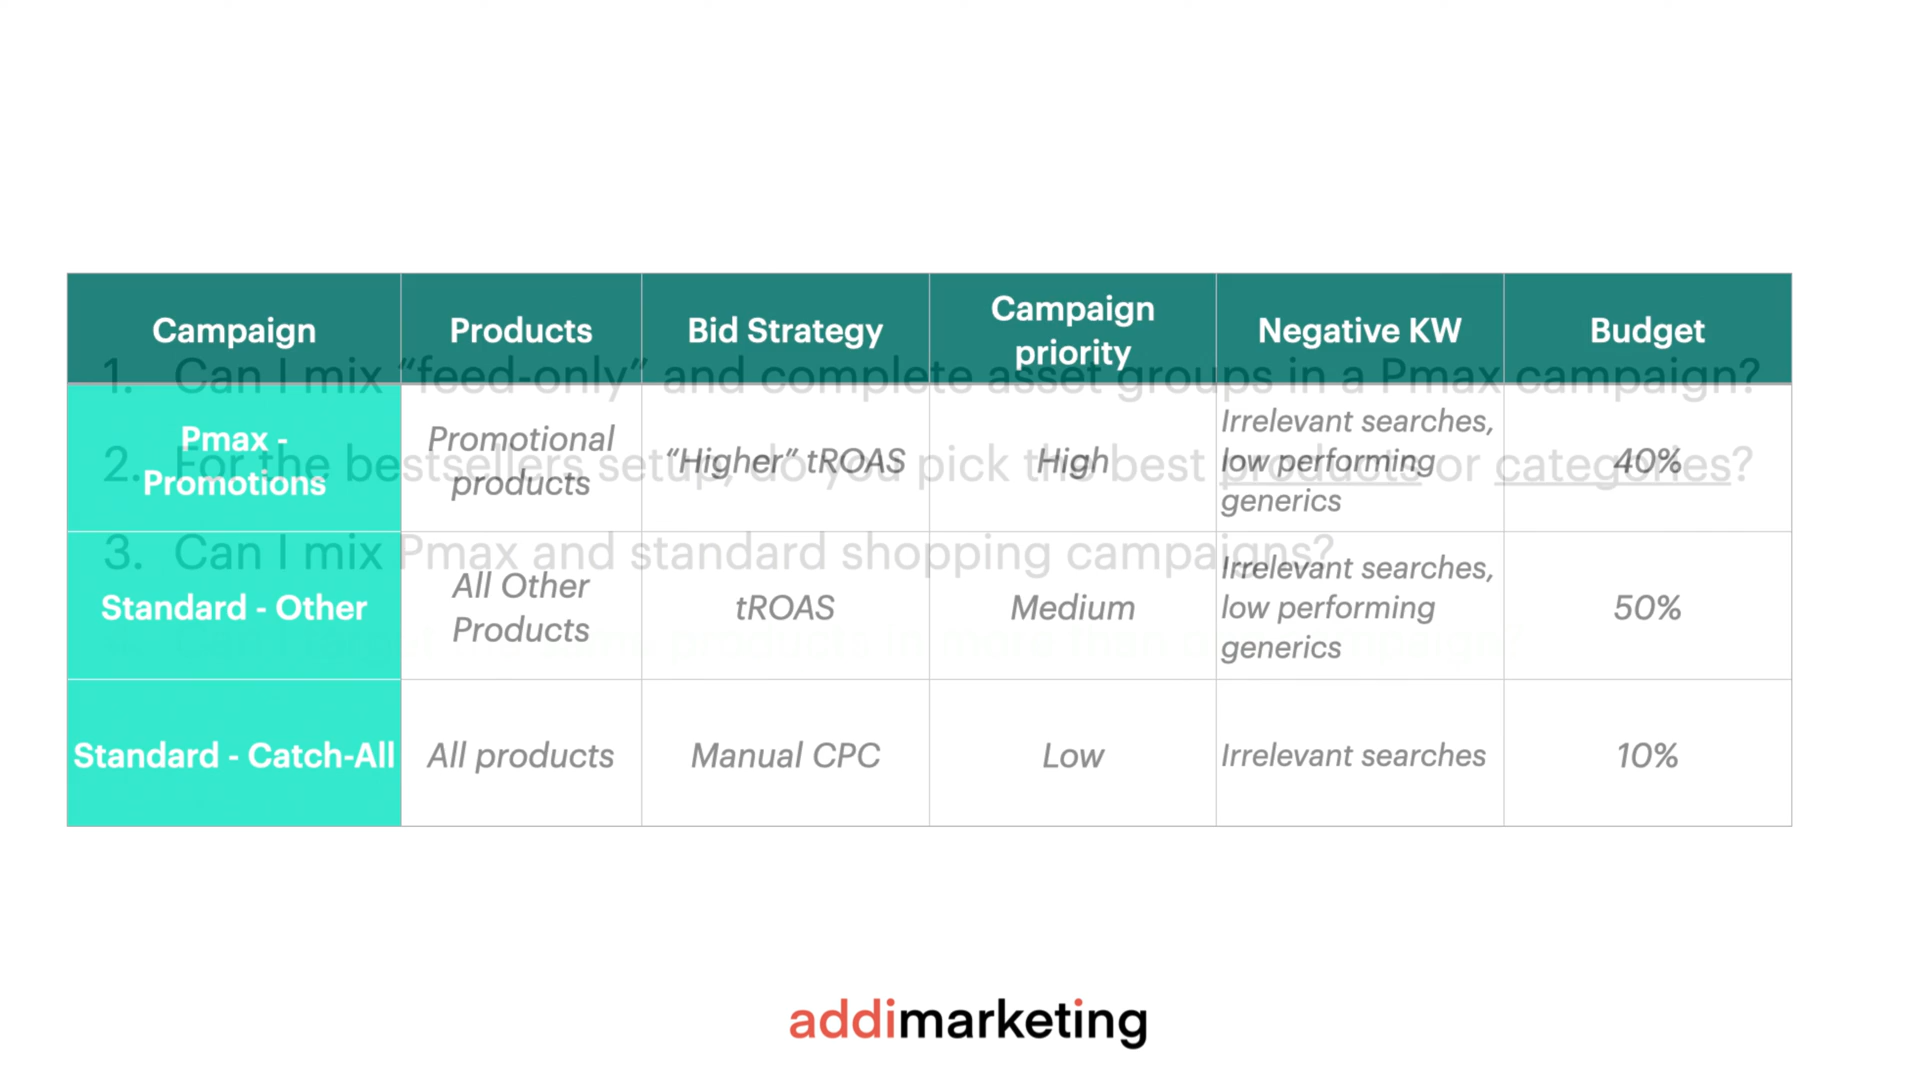 Campaign
Products
Bid Strategy
Campaign
priority
Negative KW
Budget
Pmax -
Promotions
Promotional
products
“Higher” tROAS
High
Irrelevant searches,
low performing
generics
40%
Standard - Other
All Other
Products
tROAS
Medium
Irrelevant searches,
low performing
generics
50%
Standard - Catch-All
All products
Manual CPC
Low
Irrelevant searches
10%
1. Can I mix “feed-only” and complete asset groups in a Pmax campaign?
2. For the bestsellers setup, do you pick the best products or categories?
3. Can I mix Pmax and standard shopping campaigns?
addimarketing